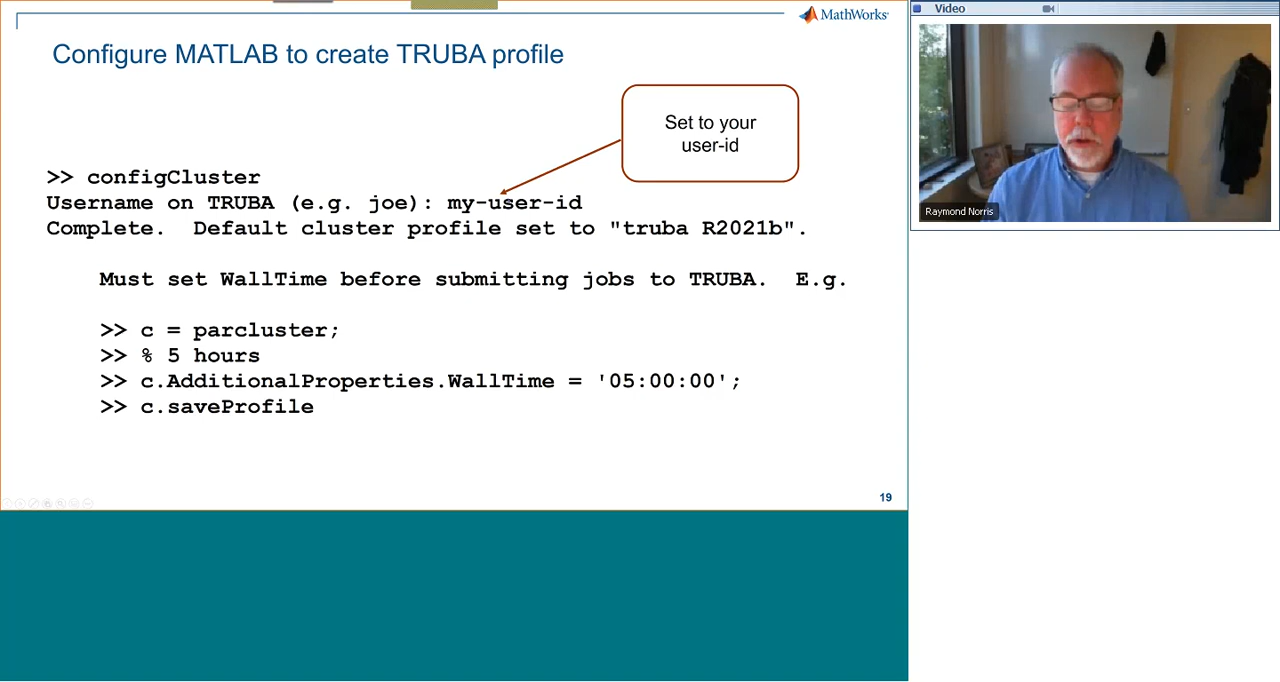 MathWorks
Configure MATLAB to create TRUBA profile
Set to your
user-id
>> configCluster
Username on TRUBA (e.g. joe): my-user-id
Complete.  Default cluster profile set to "truba R2021b".
Must set WallTime before submitting jobs to TRUBA.  E.g.
>> c = parcluster;
>> % 5 hours
>> c.AdditionalProperties.WallTime = '05:00:00';
>> c.saveProfile
19
Video
Raymond Norris